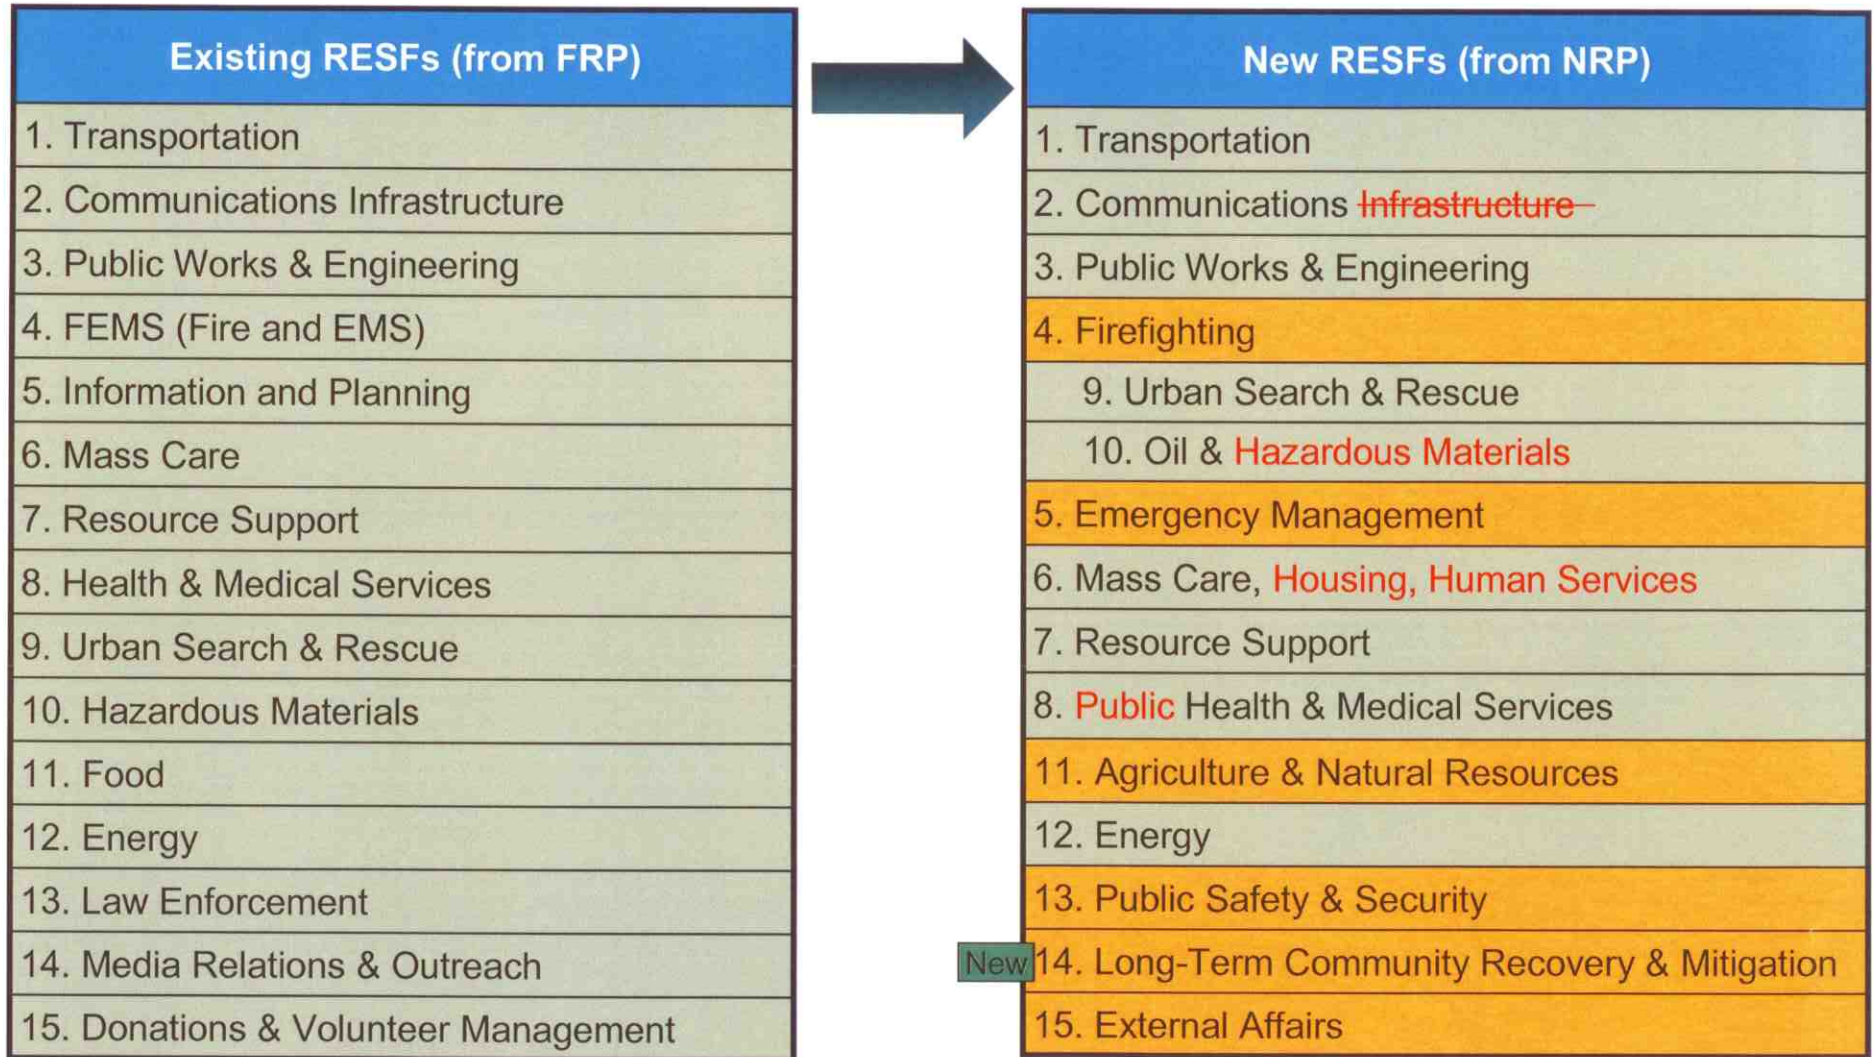 Existing RESFs (from FRP)
1. Transportation
2. Communications Infrastructure
3. Public Works & Engineering
4. FEMS (Fire and EMS)
5. Information and Planning
6. Mass Care
7. Resource Support
8. Health & Medical Services
9. Urban Search & Rescue
10. Hazardous Materials
11. Food
12. Energy
13. Law Enforcement
14. Media Relations & Outreach
15. Donations & Volunteer Management
New RESFs (from NRP)
1. Transportation
2. Communications Infrastructure
3. Public Works & Engineering
4. Firefighting
9. Urban Search & Rescue
10. Oil & Hazardous Materials
5. Emergency Management
6. Mass Care, Housing, Human Services
7. Resource Support
8. Public Health & Medical Services
11. Agriculture & Natural Resources
12. Energy
13. Public Safety & Security
New 14. Long-Term Community Recovery & Mitigation
15. External Affairs